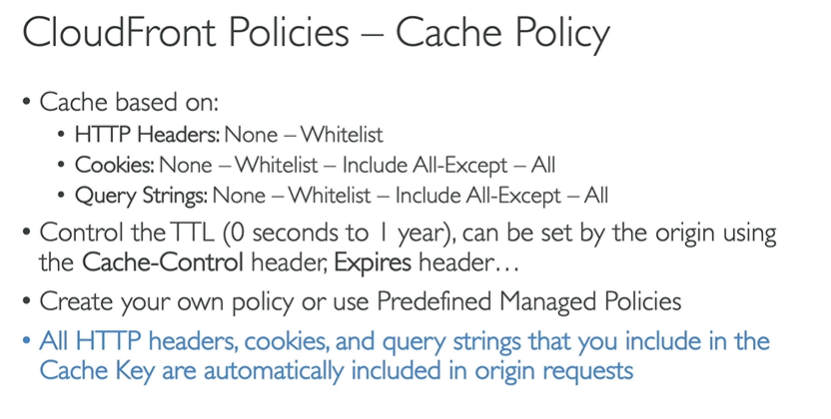 CloudFront Policies – Cache Policy
• Cache based on:
• HTTP Headers: None – Whitelist
• Cookies: None – Whitelist – Include All-Except – All
• Query Strings: None – Whitelist – Include All-Except – All
• Control the TTL (0 seconds to 1 year), can be set by the origin using
the Cache-Control header, Expires header…
• Create your own policy or use Predefined Managed Policies
• All HTTP headers, cookies, and query strings that you include in the
Cache Key are automatically included in origin requests